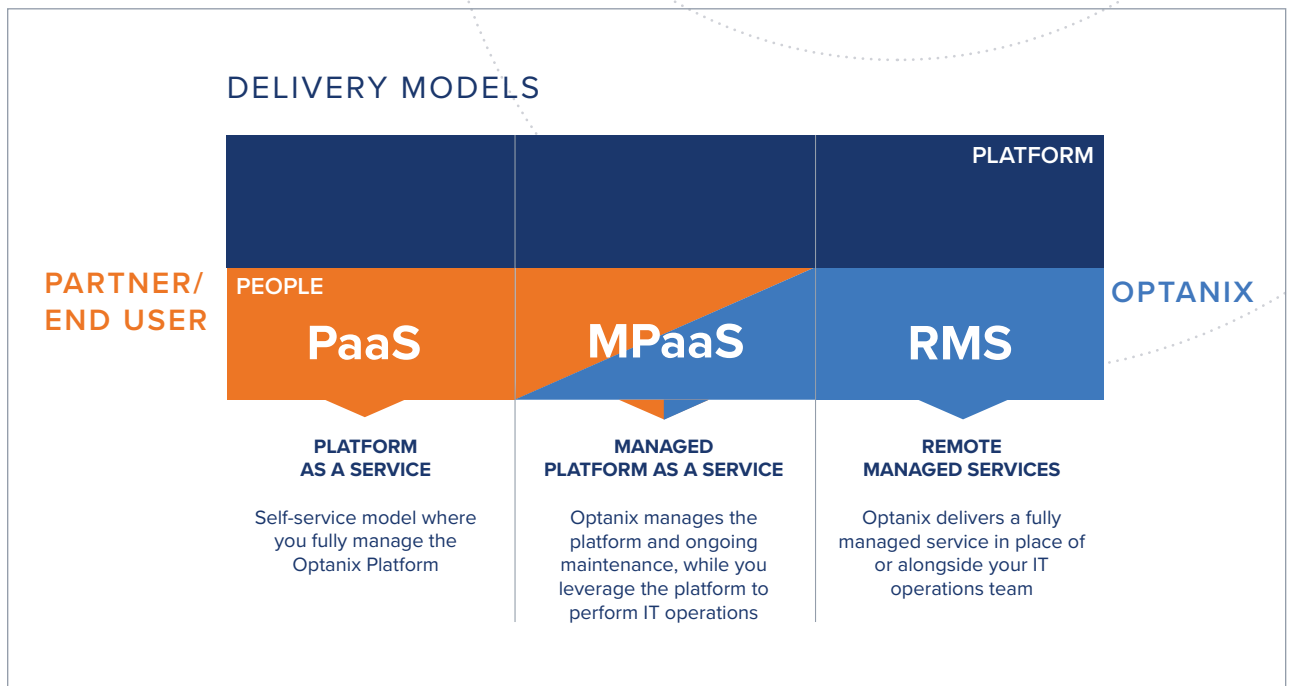 DELIVERY MODELS
PLATFORM
PARTNER/
END USER
PEOPLE
OPTANIX
PaaS
MPaaS
RMS
PLATFORM
AS A SERVICE
Self-service model where
you fully manage the
Optanix Platform
MANAGED
PLATFORM AS A SERVICE
Optanix manages the
platform and ongoing
maintenance, while you
leverage the platform to
perform IT operations
REMOTE
MANAGED SERVICES
Optanix delivers a fully
managed service in place of
or alongside your IT
operations team